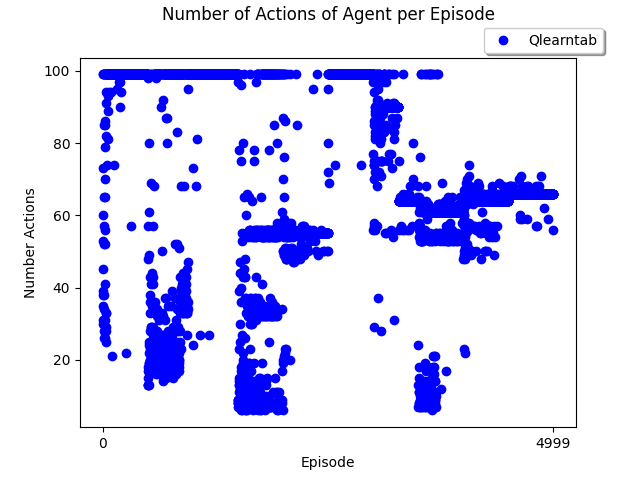 Number of Actions of Agent per Episode
Qlearntab
100
80
60
40
20
Number Actions
0
4999
Episode